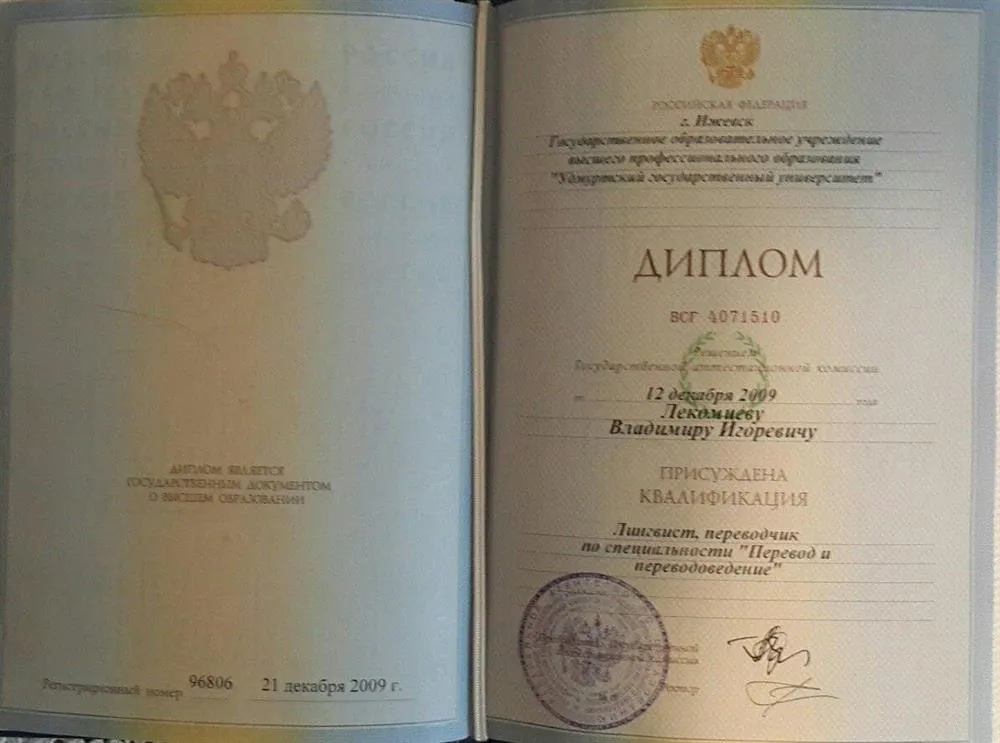 ДИПЛОМ ЯВЛЯЕТСЯ
ГОСУДАРСТВЕННЫМ ДОКУМЕНТОМ
О ВЫСШЕМ ОБРАЗОВАНИИ
Регистрационный номер 96806 21 декабря 2009 г.
РОССИЙСКАЯ ФЕДЕРАЦИЯ
г. Ижевск
Государственное образовательное учреждение
высшего профессионального образования
"Удмуртский государственный университет"
ДИПЛОМ
ВСГ 4071510
Решением
Государственной аттестационной комиссии
от 12 декабря 2009 года
Лекомцеву
Владимиру Игоревичу
ПРИСУЖДЕНА
КВАЛИФИКАЦИЯ
Лингвист, переводчик
по специальности "Перевод и
переводоведение"
Государственной
комиссии
Ректор